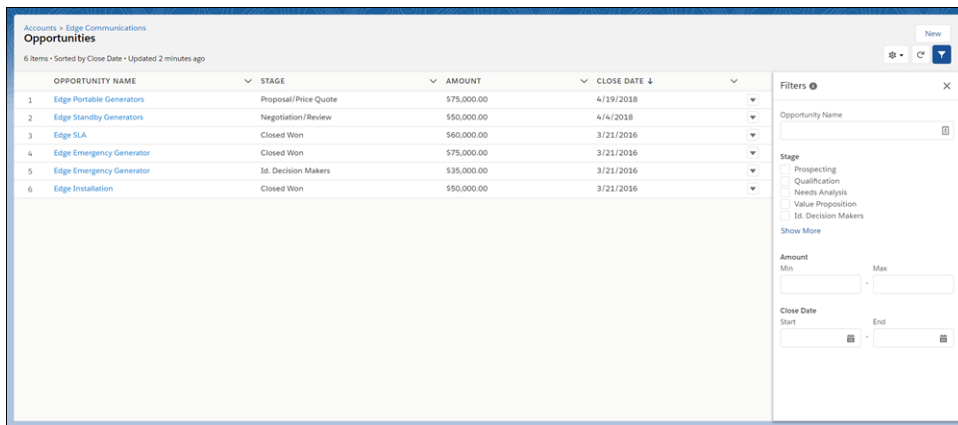 Accounts > Edge Communications
Opportunities
New
6 items • Sorted by Close Date • Updated 2 minutes ago
OPPORTUNITY NAME STAGE AMOUNT CLOSE DATE ↓
1 Edge Portable Generators Proposal/Price Quote $75,000.00 4/19/2018
2 Edge Standby Generators Negotiation/Review $50,000.00 4/4/2018
3 Edge SLA Closed Won $60,000.00 3/21/2016
4 Edge Emergency Generator Closed Won $75,000.00 3/21/2016
5 Edge Emergency Generator Id. Decision Makers $35,000.00 3/21/2016
6 Edge Installation Closed Won $50,000.00 3/21/2016
Filters
Opportunity Name
Stage
Prospecting
Qualification
Needs Analysis
Value Proposition
Id. Decision Makers
Show More
Amount
Min Max
-
Close Date
Start End
-